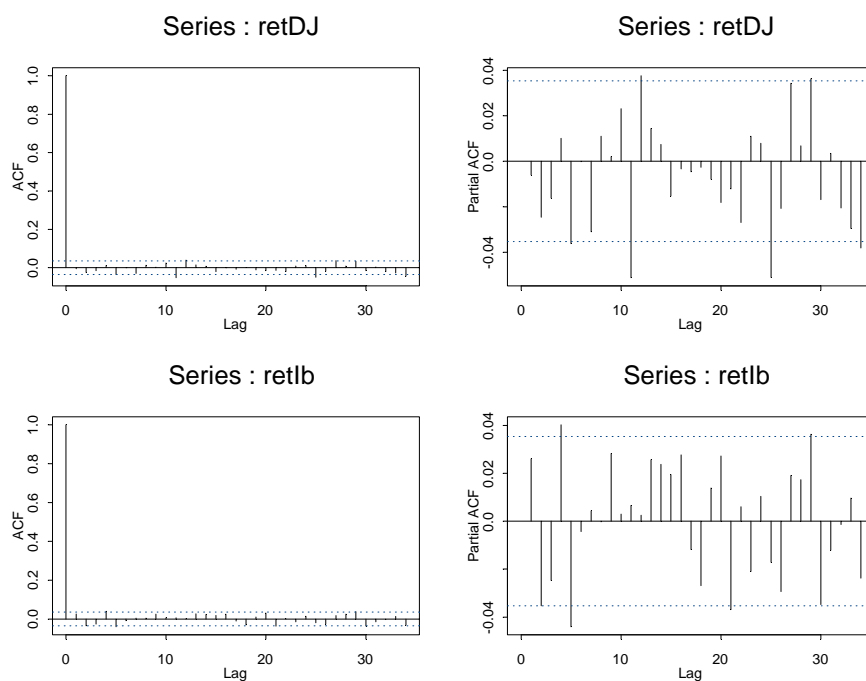 Series : retDJ
ACF
0.0 0.2 0.4 0.6 0.8 1.0
0 10 20 30
Lag
Series : retDJ
Partial ACF
-0.04 0.0 0.02 0.04
0 10 20 30
Lag
Series : retIb
ACF
0.0 0.2 0.4 0.6 0.8 1.0
0 10 20 30
Lag
Series : retIb
Partial ACF
-0.04 0.0 0.02 0.04
0 10 20 30
Lag